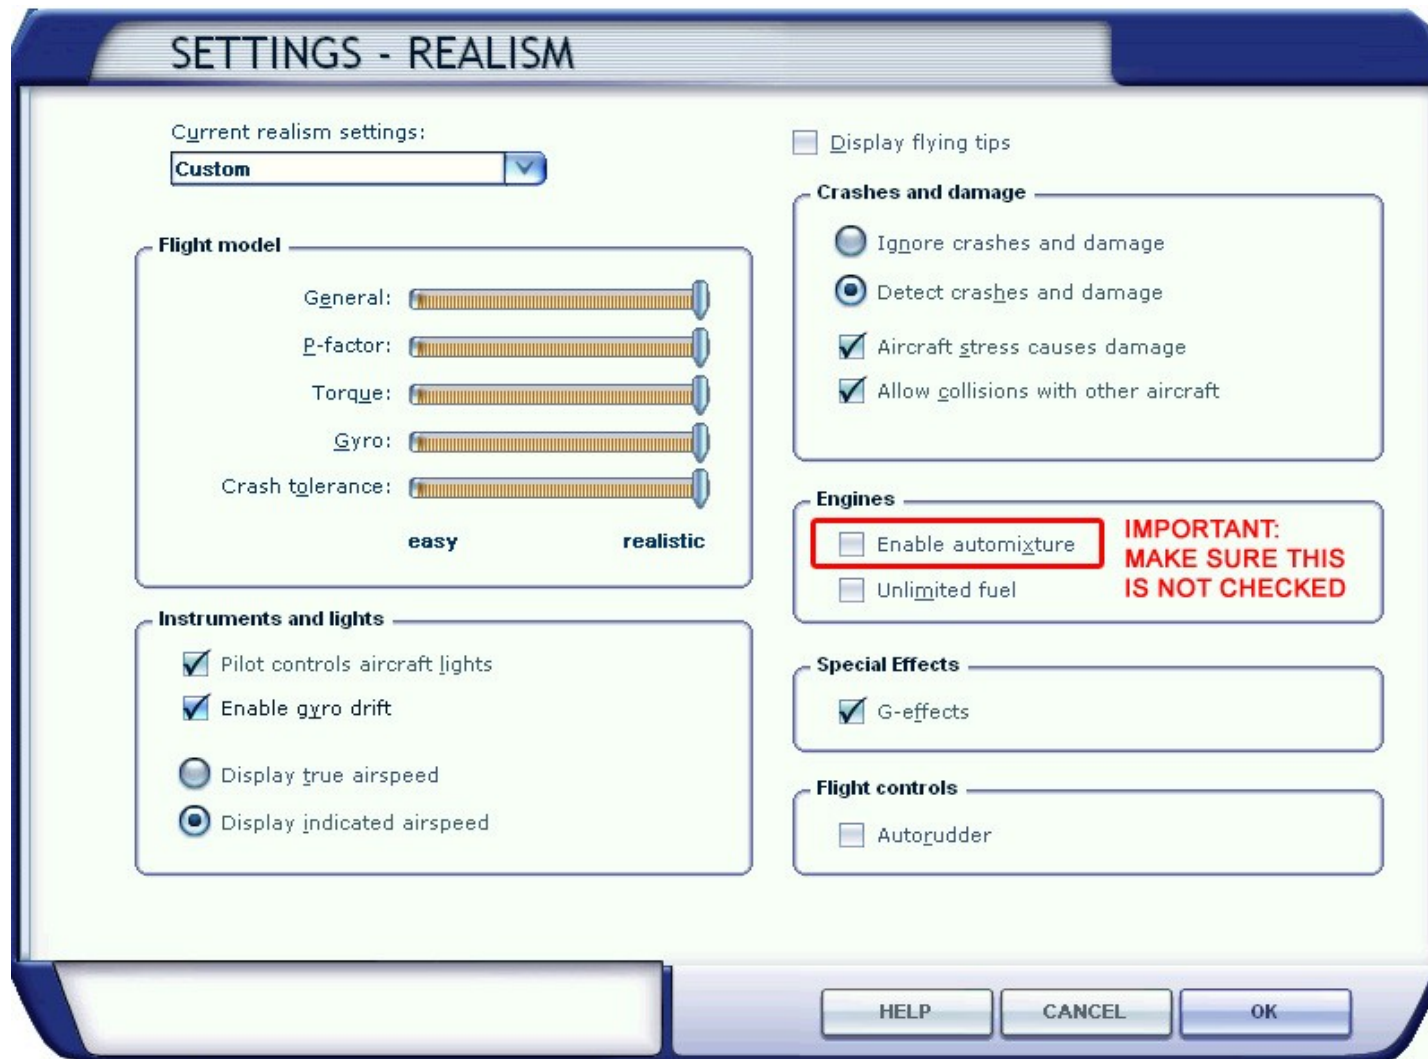 SETTINGS - REALISM
Current realism settings:
Custom
Flight model
General:
P-factor:
Torque:
Gyro:
Crash tolerance:
easy realistic
Instruments and lights
Pilot controls aircraft lights
Enable gyro drift
Display true airspeed
Display indicated airspeed
Display flying tips
Crashes and damage
Ignore crashes and damage
Detect crashes and damage
Aircraft stress causes damage
Allow collisions with other aircraft
Engines
Enable automixture
Unlimited fuel
IMPORTANT:
MAKE SURE THIS
IS NOT CHECKED
Special Effects
G-effects
Flight controls
Autorudder
HELP CANCEL OK